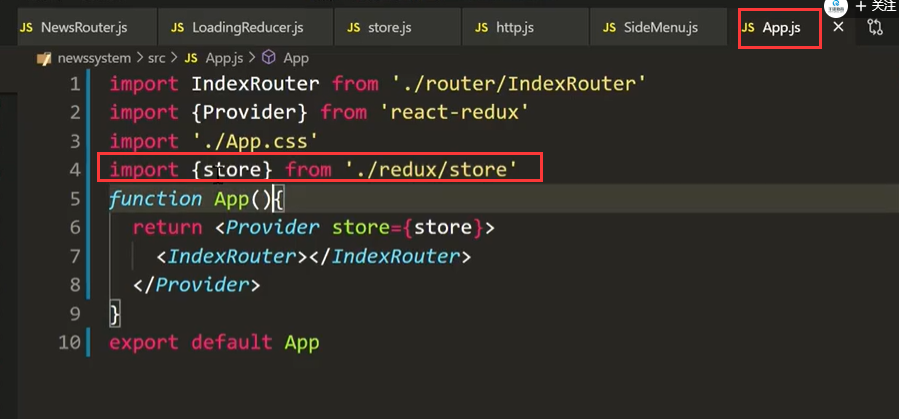 JS NewsRouter.js JS LoadingReducer.js JS store.js JS http.js JS SideMenu.js JS App.js × + 关注
newssystem > src > JS App.js > App
1 import IndexRouter from './router/IndexRouter'
2 import {Provider} from 'react-redux'
3 import './App.css'
4 import {store} from './redux/store'
5 function App(){
6 return <Provider store={store}>
7 <IndexRouter></IndexRouter>
8 </Provider>
9 }
10 export default App